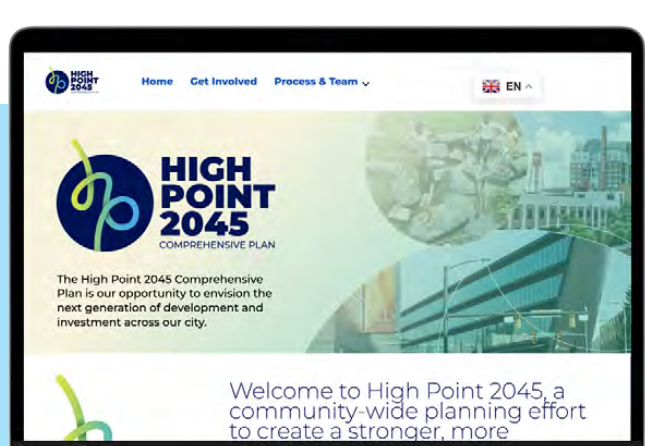 HIGH
POINT
2045
COMPREHENSIVE PLAN
Home Get Involved Process & Team
EN
HIGH
POINT
2045
COMPREHENSIVE PLAN
The High Point 2045 Comprehensive
Plan is our opportunity to envision the
next generation of development and
investment across our city.
Welcome to High Point 2045, a
community-wide planning effort
to create a stronger, more